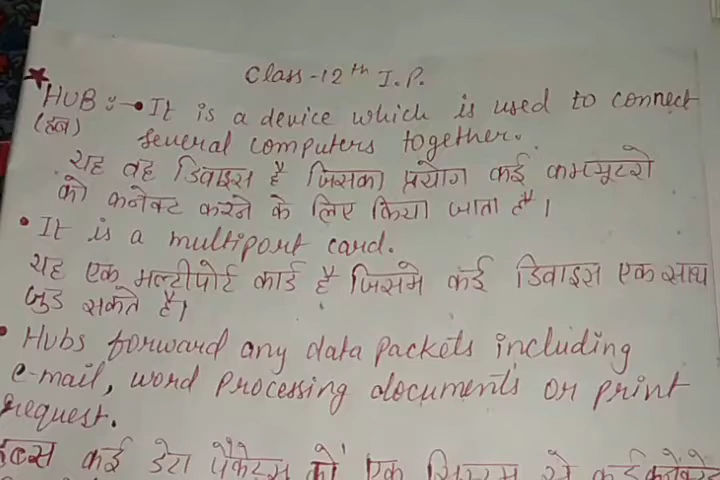 Class-12th I.P.
★ HUB:→• It is a device which is used to connect
(हब) several computers together.
यह वह डिवाइस है जिसका प्रयोग कई कम्प्यूटरो
को कनेक्ट करने के लिए किया जाता है।
• It is a multiport card.
यह एक मल्टीपोर्ट कार्ड है जिसमे कई डिवाइस एक साथ
जुड सकते है।
• Hubs forward any data packets including
e-mail, word processing documents or print
request.
हब्स कई डेटा पैकेट्स को एक सिस्टम से कई